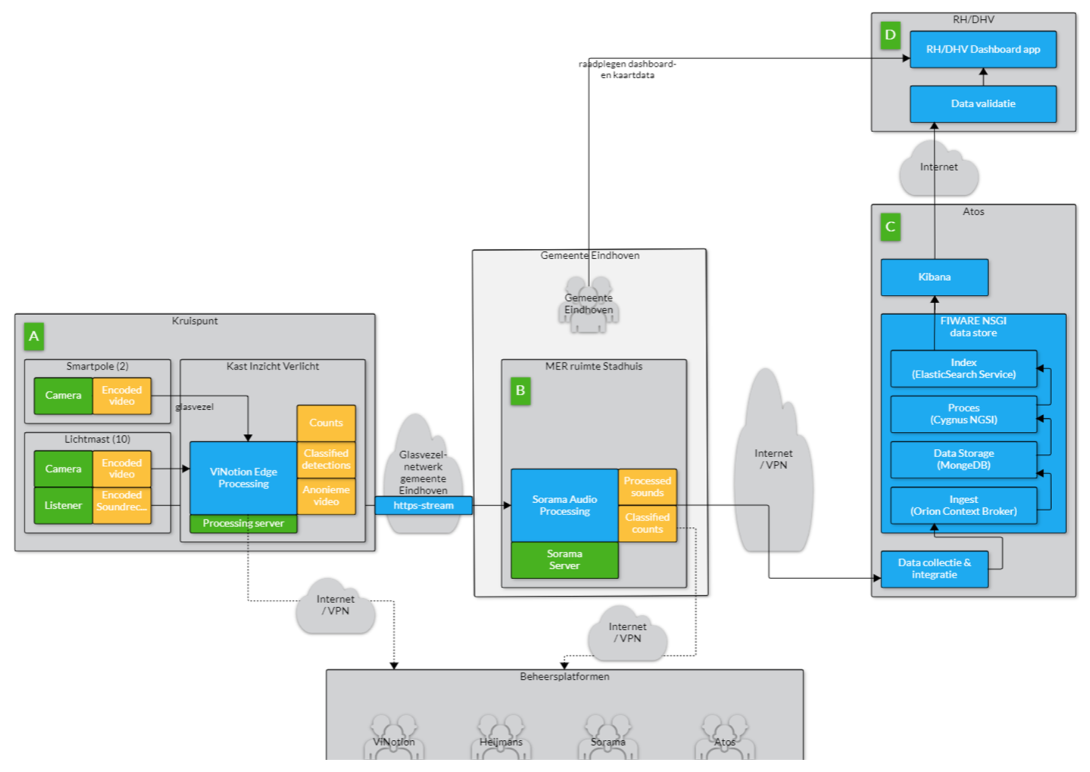 RH/DHV
D
RH/DHV Dashboard app
Data validatie
raadplegen dashboard-
en kaartdata
Internet
Atos
C
Kibana
FIWARE NSGI
data store
Index
(ElasticSearch Service)
Proces
(Cygnus NGSI)
Data Storage
(MongeDB)
Ingest
(Orion Context Broker)
Data collectie &
integratie
Gemeente Eindhoven
Gemeente
Eindhoven
MER ruimte Stadhuis
B
Sorama Audio
Processing
Processed
sounds
Classified
counts
Sorama
Server
Internet
/ VPN
Kruispunt
A
Smartpole (2)
Camera
Encoded
video
glasvezel
Lichtmast (10)
Camera
Encoded
video
Listener
Encoded
Soundrec...
Kast Inzicht Verlicht
Counts
Classified
detections
Anonieme
video
ViNotion Edge
Processing
Processing server
Glasvezel-
netwerk
gemeente
Eindhoven
https-stream
Internet
/ VPN
Internet
/ VPN
Beheersplatformen
ViNotion
Heijmans
Sorama
Atos